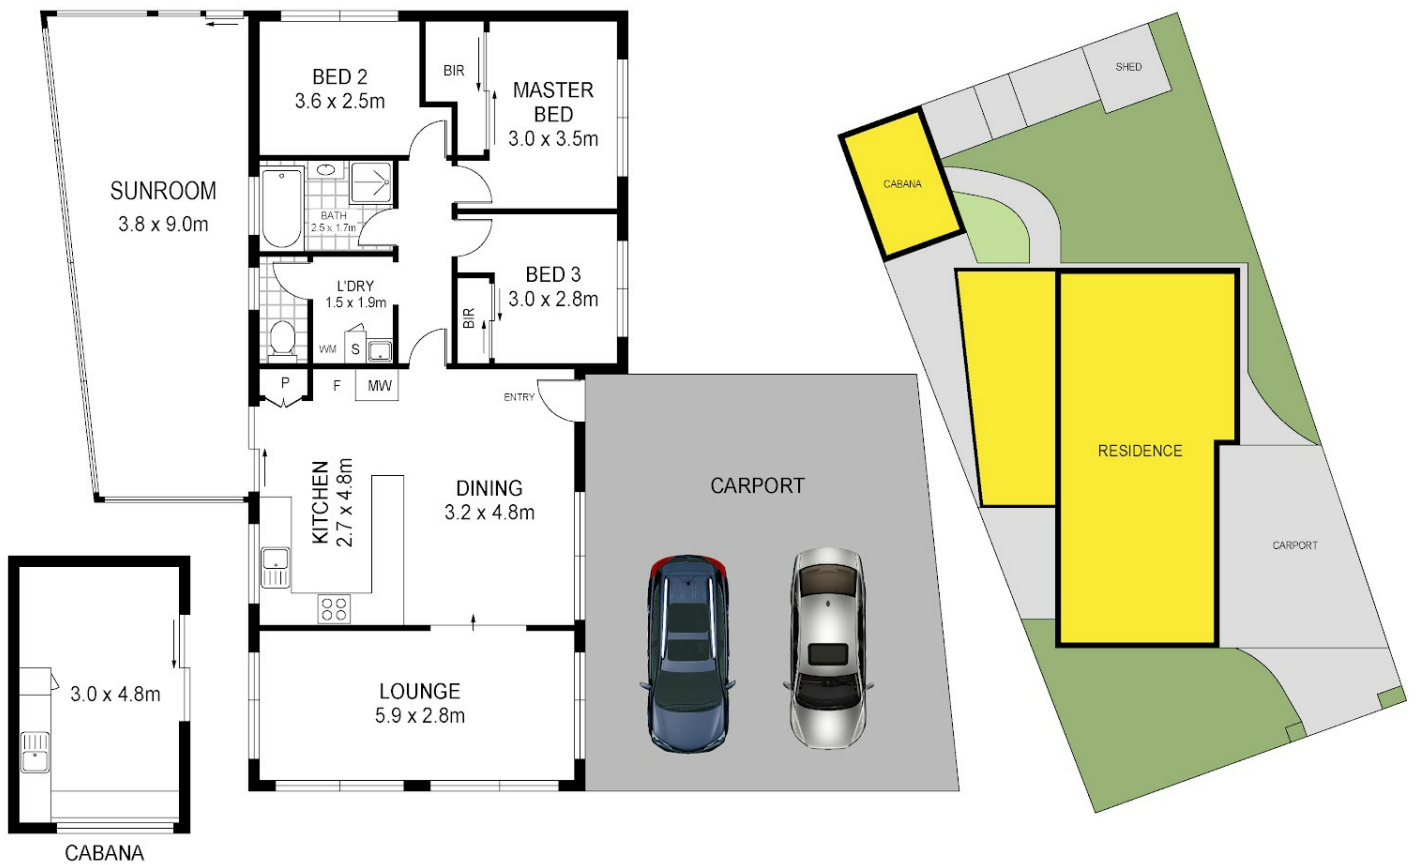 SUNROOM
3.8 x 9.0m
BED 2
3.6 x 2.5m
BIR
MASTER
BED
3.0 x 3.5m
BATH
2.5 x 1.7m
L'DRY
1.5 x 1.9m
WM
S
BED 3
3.0 x 2.8m
BIR
P
F
MW
ENTRY
KITCHEN
2.7 x 4.8m
DINING
3.2 x 4.8m
CARPORT
LOUNGE
5.9 x 2.8m
3.0 x 4.8m
CABANA
SHED
CABANA
RESIDENCE
CARPORT